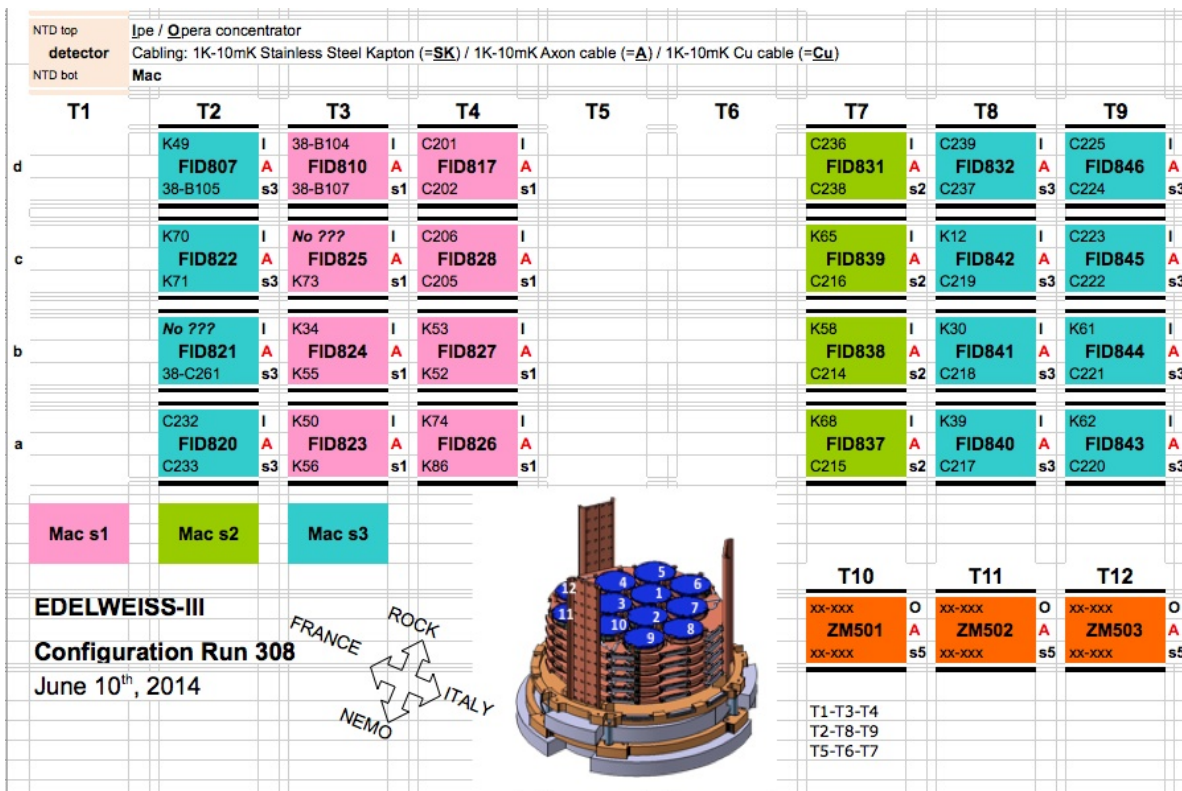 NTD top Ipe / Opera concentrator
detector Cabling: 1K-10mK Stainless Steel Kapton (=SK) / 1K-10mK Axon cable (=A) / 1K-10mK Cu cable (=Cu)
NTD bot Mac
T1 T2 T3 T4 T5 T6 T7 T8 T9
K49 I 38-B104 I C201 I C236 I C239 I C225 I
d FID807 A FID810 A FID817 A FID831 A FID832 A FID846 A
38-B105 s3 38-B107 s1 C202 s1 C238 s2 C237 s3 C224 s3
K70 I No ??? I C206 I K65 I K12 I C223 I
c FID822 A FID825 A FID828 A FID839 A FID842 A FID845 A
K71 s3 K73 s1 C205 s1 C216 s2 C219 s3 C222 s3
No ??? I K34 I K53 I K58 I K30 I K61 I
b FID821 A FID824 A FID827 A FID838 A FID841 A FID844 A
38-C261 s3 K55 s1 K52 s1 C214 s2 C218 s3 C221 s3
C232 I K50 I K74 I K68 I K39 I K62 I
a FID820 A FID823 A FID826 A FID837 A FID840 A FID843 A
C233 s3 K56 s1 K86 s1 C215 s2 C217 s3 C220 s3
Mac s1 Mac s2 Mac s3
T10 T11 T12
xx-xxx O xx-xxx O xx-xxx O
ZM501 A ZM502 A ZM503 A
xx-xxx s5 xx-xxx s5 xx-xxx s5
EDELWEISS-III
Configuration Run 308
June 10th, 2014
FRANCE
ROCK
ITALY
NEMO
5
4 6
12 1
3 7
11 2
10 8
9
T1-T3-T4
T2-T8-T9
T5-T6-T7